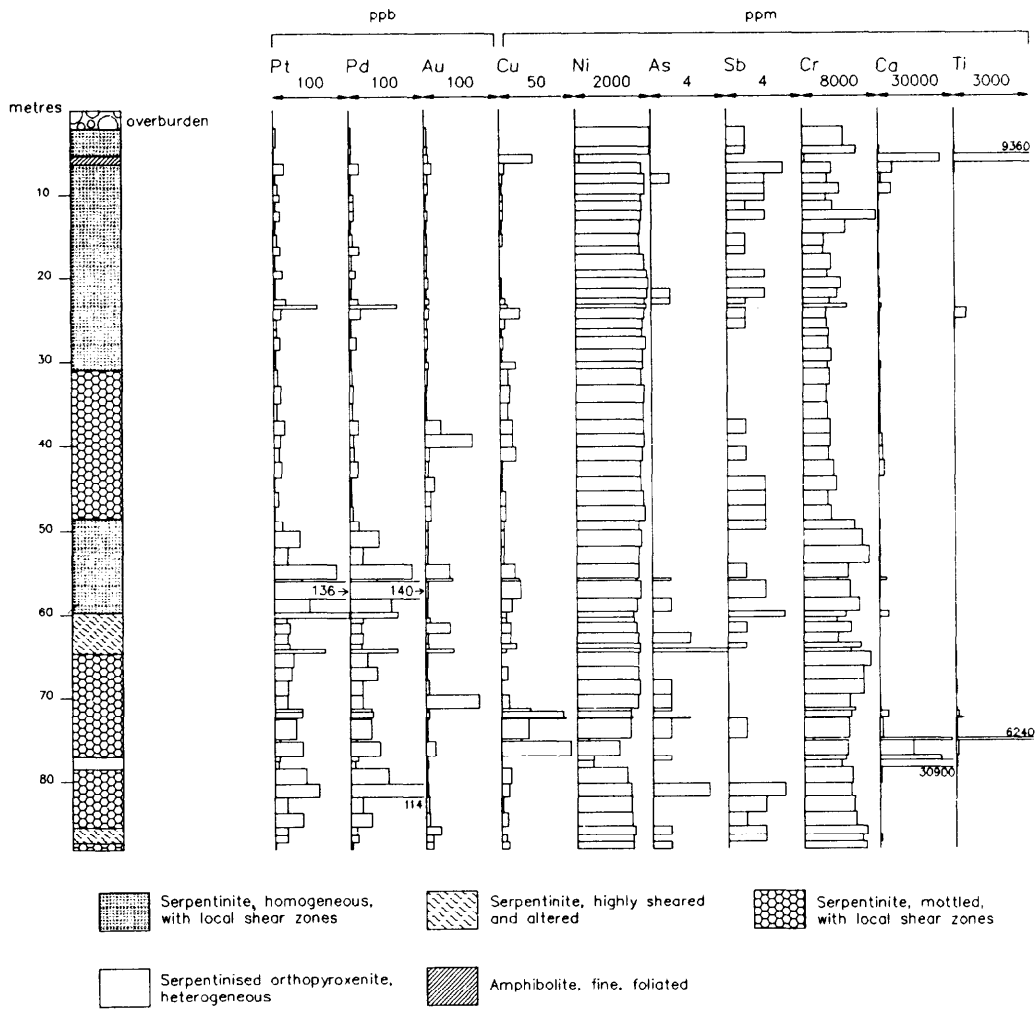 ppb ppm
Pt Pd Au Cu Ni As Sb Cr Ca Ti
100 100 100 50 2000 4 4 8000 30000 3000
metres
overburden
9360
10
20
30
40
50
136→ 140→
60
70
6240
30900
80
114
Serpentinite, homogeneous,
with local shear zones
Serpentinite, highly sheared
and altered
Serpentinite, mottled,
with local shear zones
Serpentinised orthopyroxenite,
heterogeneous
Amphibolite, fine, foliated